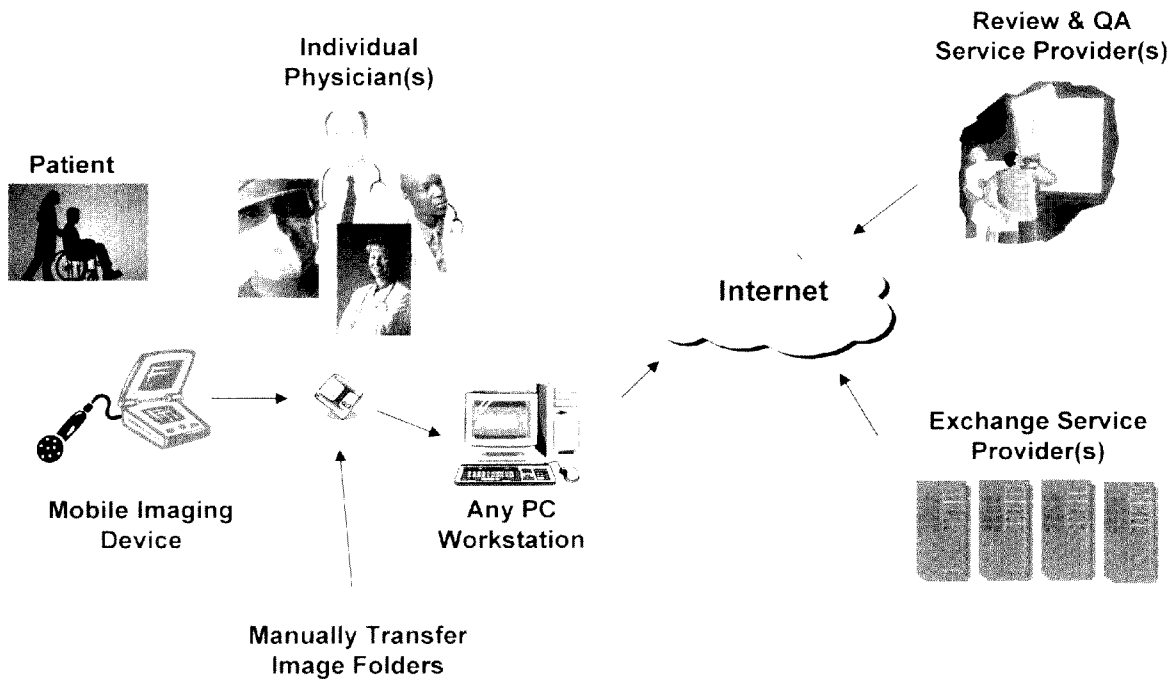 Review & QA
Service Provider(s)
Individual
Physician(s)
Patient
Internet
Exchange Service
Provider(s)
Mobile Imaging
Device
Any PC
Workstation
Manually Transfer
Image Folders